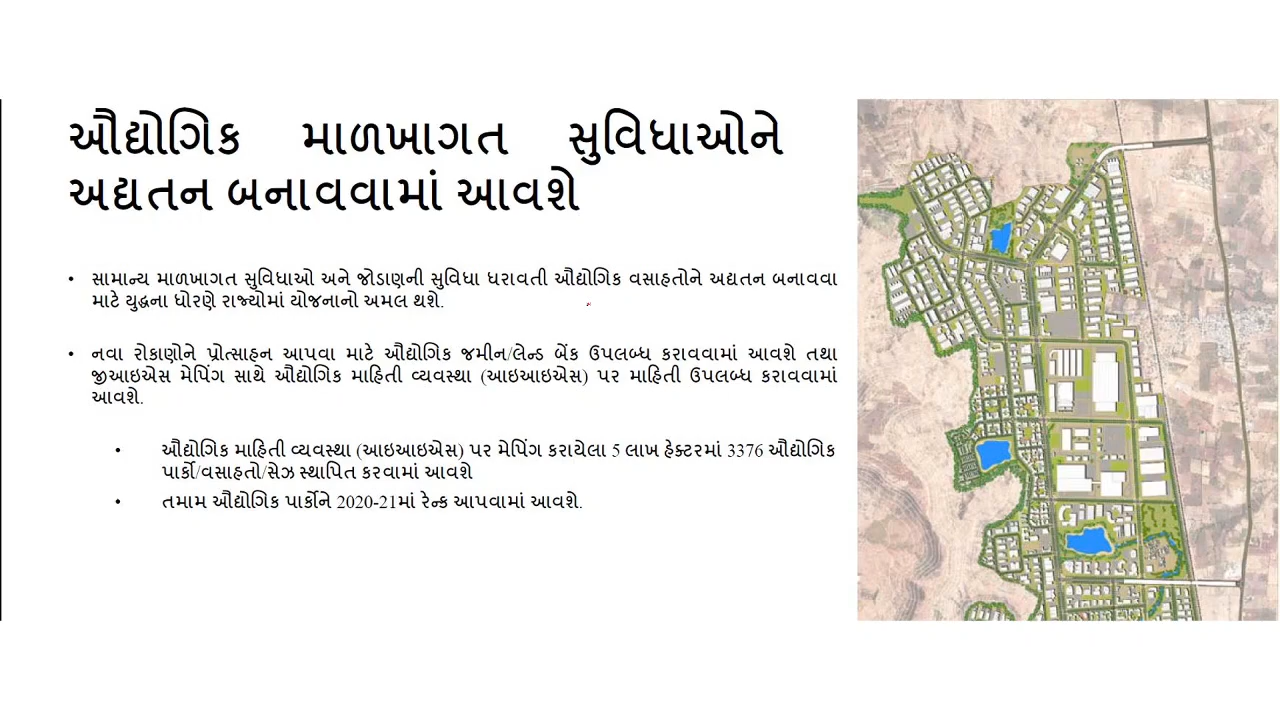 ઔદ્યોગિક માળખાગત સુવિધાઓને
અદ્યતન બનાવવામાં આવશે
• સામાન્ય માળખાગત સુવિધાઓ અને જોડાણની સુવિધા ધરાવતી ઔદ્યોગિક વસાહતોને અદ્યતન બનાવવા
માટે યુદ્ધના ધોરણે રાજ્યોમાં યોજનાનો અમલ થશે.
• નવા રોકાણોને પ્રોત્સાહન આપવા માટે ઔદ્યોગિક જમીન/લેન્ડ બેંક ઉપલબ્ધ કરાવવામાં આવશે તથા
જીઆઇએસ મેપિંગ સાથે ઔદ્યોગિક માહિતી વ્યવસ્થા (આઇઆઇએસ) પર માહિતી ઉપલબ્ધ કરાવવામાં
આવશે.
• ઔદ્યોગિક માહિતી વ્યવસ્થા (આઇઆઇએસ) પર મેપિંગ કરાયેલા 5 લાખ હેક્ટરમાં 3376 ઔદ્યોગિક
પાર્કો/વસાહતો/સેઝ સ્થાપિત કરવામાં આવશે
• તમામ ઔદ્યોગિક પાર્કોને 2020-21માં રેન્ક આપવામાં આવશે.